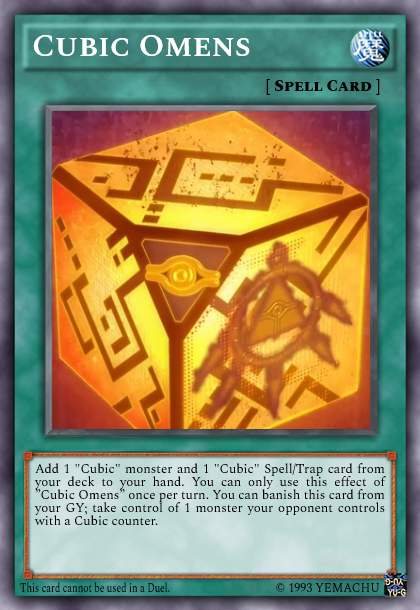 CUBIC OMENS
[ SPELL CARD ]
Add 1 "Cubic" monster and 1 "Cubic" Spell/Trap card from
your deck to your hand. You can only use this effect of
"Cubic Omens" once per turn. You can banish this card from
your GY; take control of 1 monster your opponent controls
with a Cubic counter.
This card cannot be used in a Duel.
© 1993 YEMACHU